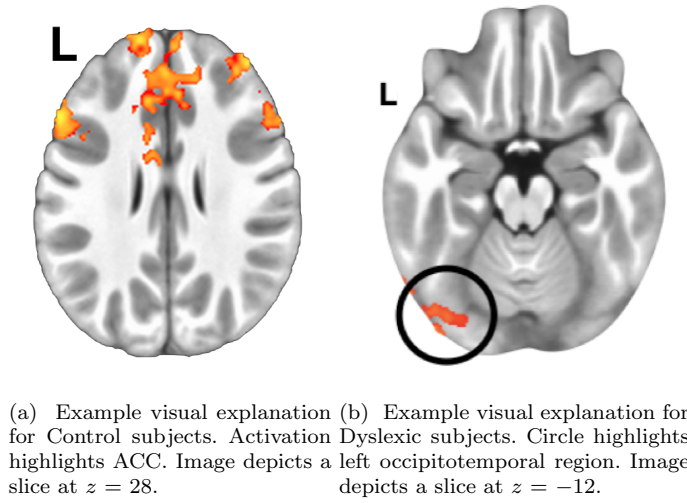 L
L
(a) Example visual explanation
for Control subjects. Activation
highlights ACC. Image depicts a
slice at z = 28.
(b) Example visual explanation for
Dyslexic subjects. Circle highlights
left occipitotemporal region. Image
depicts a slice at z = −12.